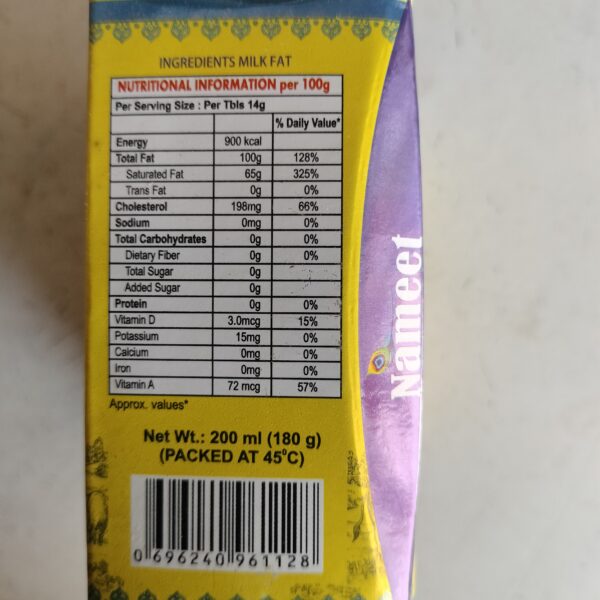 INGREDIENTS MILK FAT
NUTRITIONAL INFORMATION per 100g
Per Serving Size : Per Tbls 14g
% Daily Value*
Energy 900 kcal
Total Fat 100g 128%
Saturated Fat 65g 325%
Trans Fat 0g 0%
Cholesterol 198mg 66%
Sodium 0mg 0%
Total Carbohydrates 0g 0%
Dietary Fiber 0g 0%
Total Sugar 0g
Added Sugar 0g
Protein 0g 0%
Vitamin D 3.0mcg 15%
Potassium 15mg 0%
Calcium 0mg 0%
Iron 0mg 0%
Vitamin A 72 mcg 57%
Approx. values*
Net Wt.: 200 ml (180 g)
(PACKED AT 45⁰C)
0 696240 961128
Nameet